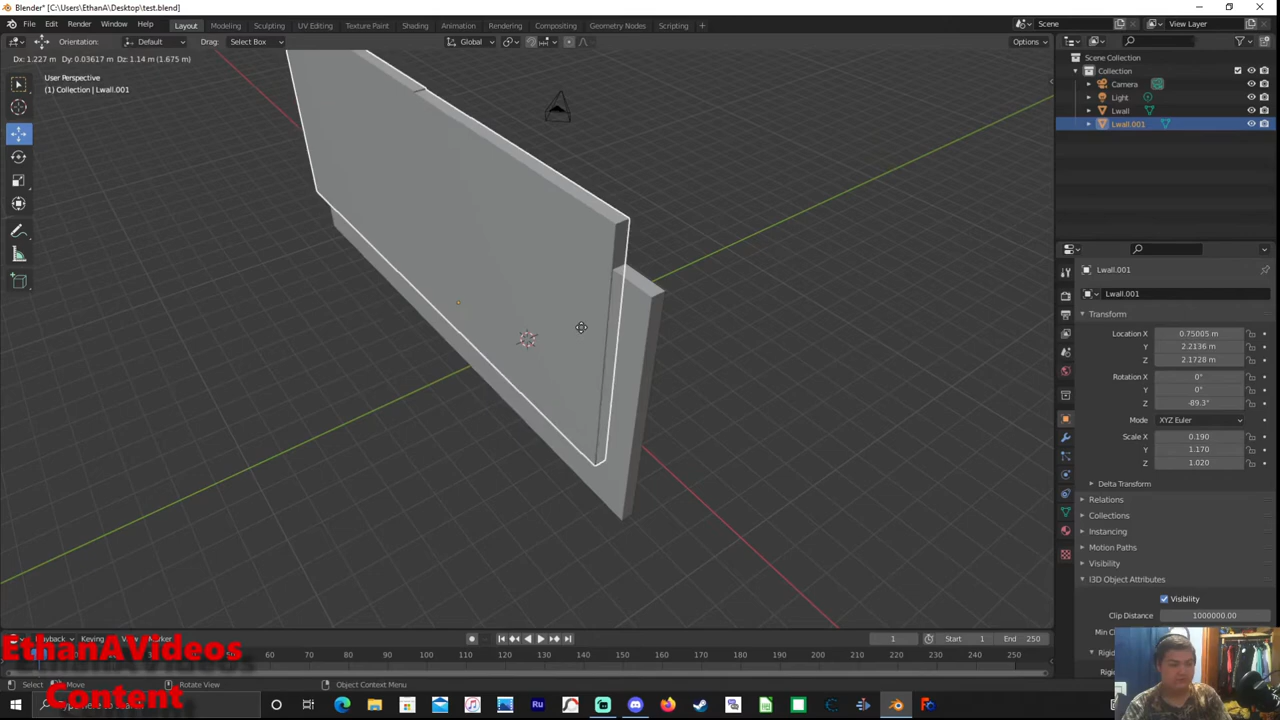 Blender* [C:\Users\EthanA\Desktop\test.blend]
File Edit Render Window Help Layout Modeling Sculpting UV Editing Texture Paint Shading Animation Rendering Compositing Geometry Nodes Scripting Scene View Layer
Orientation: Default Drag: Select Box Global Options
Dx: 1.227 m Dy: 0.03617 m Dz: 1.14 m (1.675 m)
User Perspective
(1) Collection | Lwall.001
Scene Collection
Collection
Camera
Light
Lwall
Lwall.001
Lwall.001
Lwall.001
Transform
Location X 0.75005 m
Y 2.2136 m
Z 2.1728 m
Rotation X 0°
Y 0°
Z -89.3°
Mode XYZ Euler
Scale X 0.190
Y 1.170
Z 1.020
Delta Transform
Relations
Collections
Instancing
Motion Paths
Visibility
I3D Object Attributes
Visibility
Clip Distance 1000000.00
Min C
Rigid
Rigid
Playback Keying View Marker 1 Start 1 End 250
60 70 80 90 100 110 120 130 140 150 160 170 180 190 200 210 220 230 240 250
Select Rotate View Object Context Menu
EthanAVideos
Content